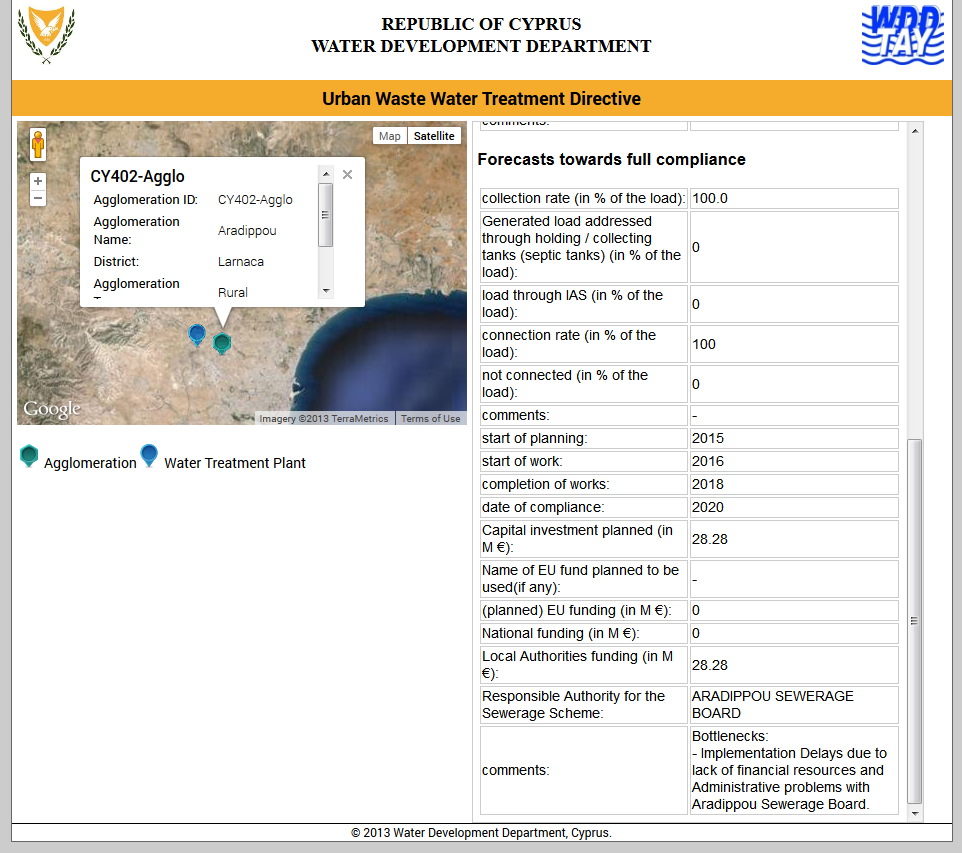 REPUBLIC OF CYPRUS
WATER DEVELOPMENT DEPARTMENT
WDD
TAY
Urban Waste Water Treatment Directive
Map
Satellite
CY402-Agglo
Agglomeration ID: CY402-Agglo
Agglomeration
Name: Aradippou
District: Larnaca
Agglomeration
Rural
Google
Imagery ©2013 TerraMetrics
Terms of Use
Agglomeration
Water Treatment Plant
comments:
Forecasts towards full compliance
collection rate (in % of the load): 100.0
Generated load addressed
through holding / collecting
tanks (septic tanks) (in % of the
load): 0
load through IAS (in % of the
load): 0
connection rate (in % of the
load): 100
not connected (in % of the
load): 0
comments: -
start of planning: 2015
start of work: 2016
completion of works: 2018
date of compliance: 2020
Capital investment planned (in
M €): 28.28
Name of EU fund planned to be
used(if any): -
(planned) EU funding (in M €): 0
National funding (in M €): 0
Local Authorities funding (in M
€): 28.28
Responsible Authority for the
Sewerage Scheme:
ARADIPPOU SEWERAGE
BOARD
comments:
Bottlenecks:
- Implementation Delays due to
lack of financial resources and
Administrative problems with
Aradippou Sewerage Board.
© 2013 Water Development Department, Cyprus.